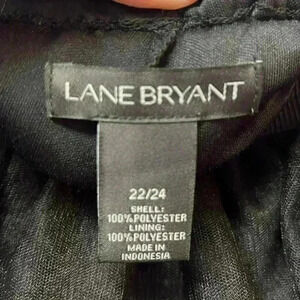 LANE BRYANT
22/24
SHELL:
100%POLYESTER
LINING:
100%POLYESTER
MADE IN
INDONESIA